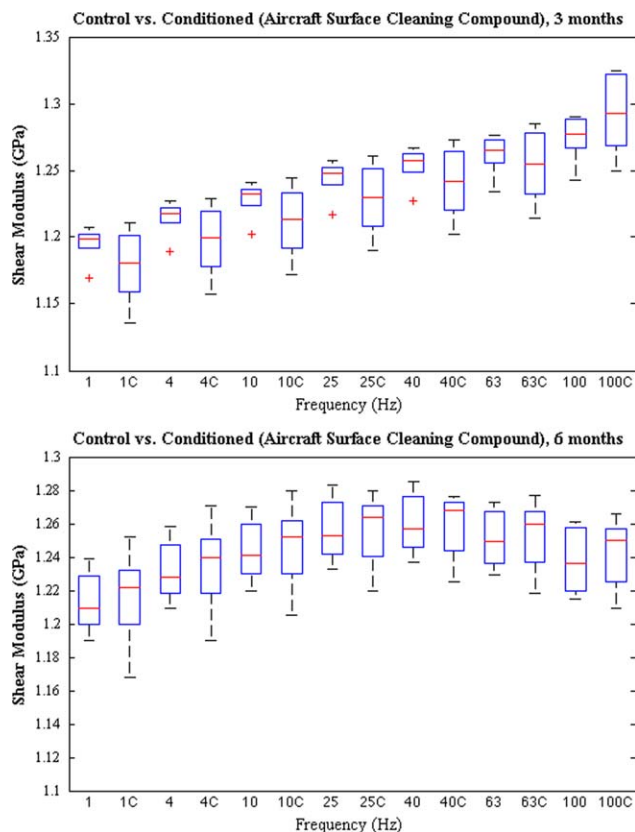 Control vs. Conditioned (Aircraft Surface Cleaning Compound), 3 months
Shear Modulus (GPa)
1.35
1.3
1.25
1.2
1.15
1.1
1 1C 4 4C 10 10C 25 25C 40 40C 63 63C 100 100C
Frequency (Hz)
Control vs. Conditioned (Aircraft Surface Cleaning Compound), 6 months
Shear Modulus (GPa)
1.3
1.28
1.26
1.24
1.22
1.2
1.18
1.16
1.14
1.12
1.1
1 1C 4 4C 10 10C 25 25C 40 40C 63 63C 100 100C
Frequency (Hz)